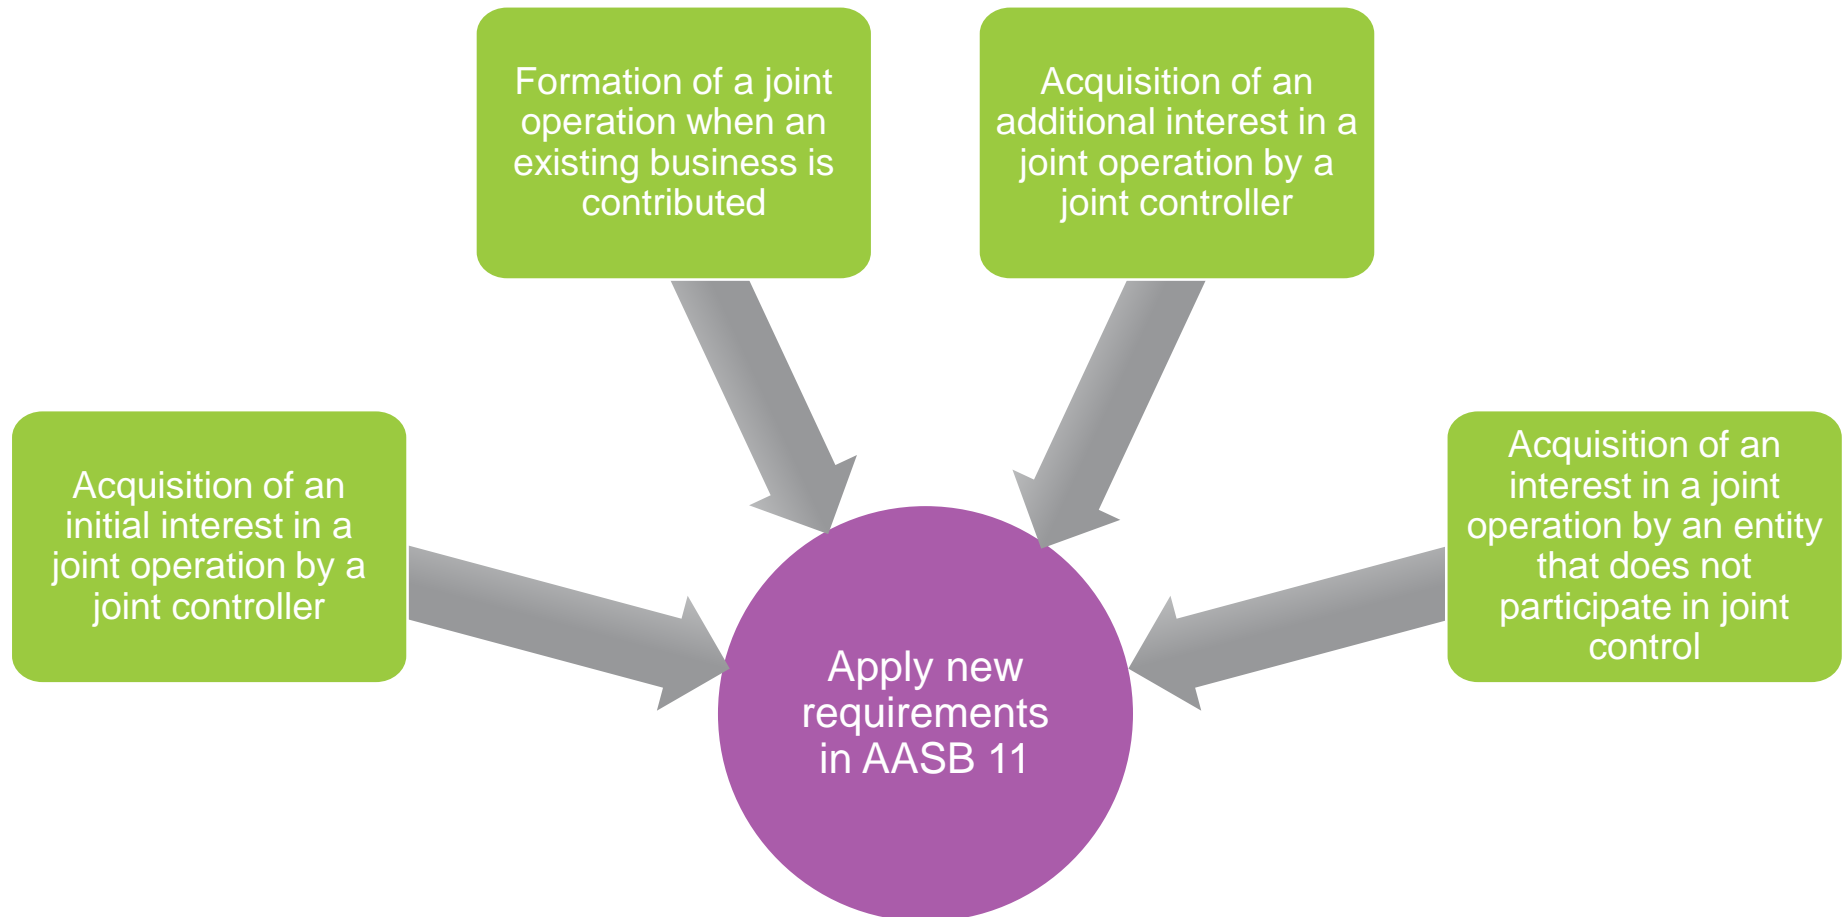 Formation of a joint
operation when an
existing business is
contributed
Acquisition of an
additional interest in a
joint operation by a
joint controller
Acquisition of an
initial interest in a
joint operation by a
joint controller
Acquisition of an
interest in a joint
operation by an entity
that does not
participate in joint
control
Apply new
requirements
in AASB 11